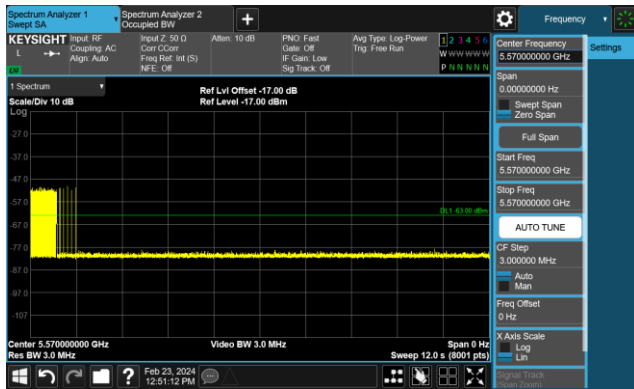 Spectrum Analyzer 1
Swept SA
Spectrum Analyzer 2
Occupied BW
Frequency
KEYSIGHT
L
Input: RF
Coupling: AC
Align: Auto
Input Z: 50 Ω
Corr CCorr
Freq Ref: Int (S)
NFE: Off
Atten: 10 dB
PNO: Fast
Gate: Off
IF Gain: Low
Sig Track: Off
Avg Type: Log-Power
Trig: Free Run
1 2 3 4 5 6
W W W W W W
P N N N N N
1 Spectrum
Scale/Div 10 dB
Log
Ref Lvl Offset -17.00 dB
Ref Level -17.00 dBm
-27.0
-37.0
-47.0
-57.0
-67.0
-77.0
-87.0
-97.0
-107
DL1 -63.00 dBm
Center 5.570000000 GHz
Res BW 3.0 MHz
Video BW 3.0 MHz
Span 0 Hz
Sweep 12.0 s (8001 pts)
Feb 23, 2024
12:51:12 PM
Center Frequency
5.570000000 GHz
Settings
Span
0.00000000 Hz
Swept Span
Zero Span
Full Span
Start Freq
5.570000000 GHz
Stop Freq
5.570000000 GHz
AUTO TUNE
CF Step
3.000000 MHz
Auto
Man
Freq Offset
0 Hz
X Axis Scale
Log
Lin
Signal Track
(Span Zoom)